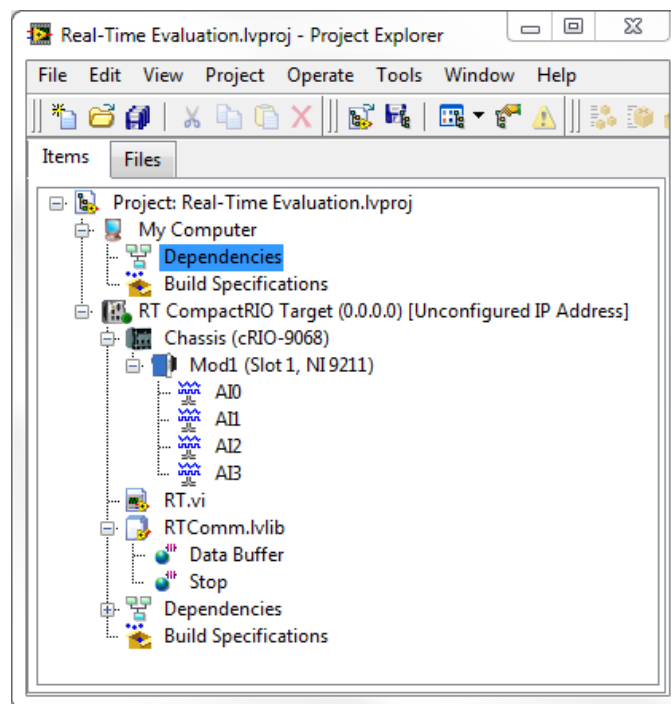 Real-Time Evaluation.lvproj - Project Explorer
File Edit View Project Operate Tools Window Help
Items Files
Project: Real-Time Evaluation.lvproj
My Computer
Dependencies
Build Specifications
RT CompactRIO Target (0.0.0.0) [Unconfigured IP Address]
Chassis (cRIO-9068)
Mod1 (Slot 1, NI 9211)
AI0
AI1
AI2
AI3
RT.vi
RTComm.lvlib
Data Buffer
Stop
Dependencies
Build Specifications